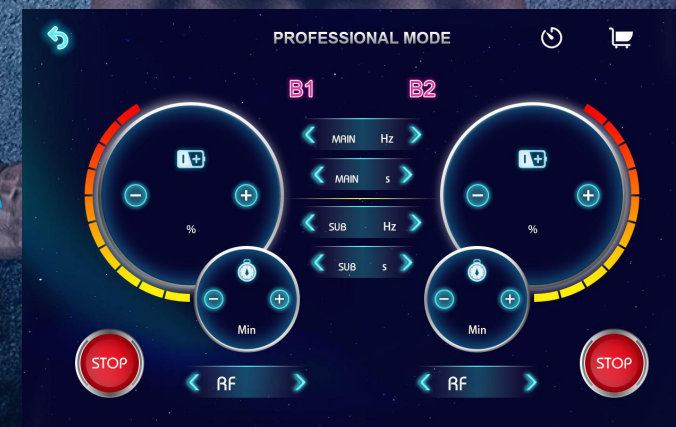 PROFESSIONAL MODE
B1 B2
MAIN Hz
MAIN s
SUB Hz
SUB s
%
%
Min
Min
STOP
STOP
RF
RF